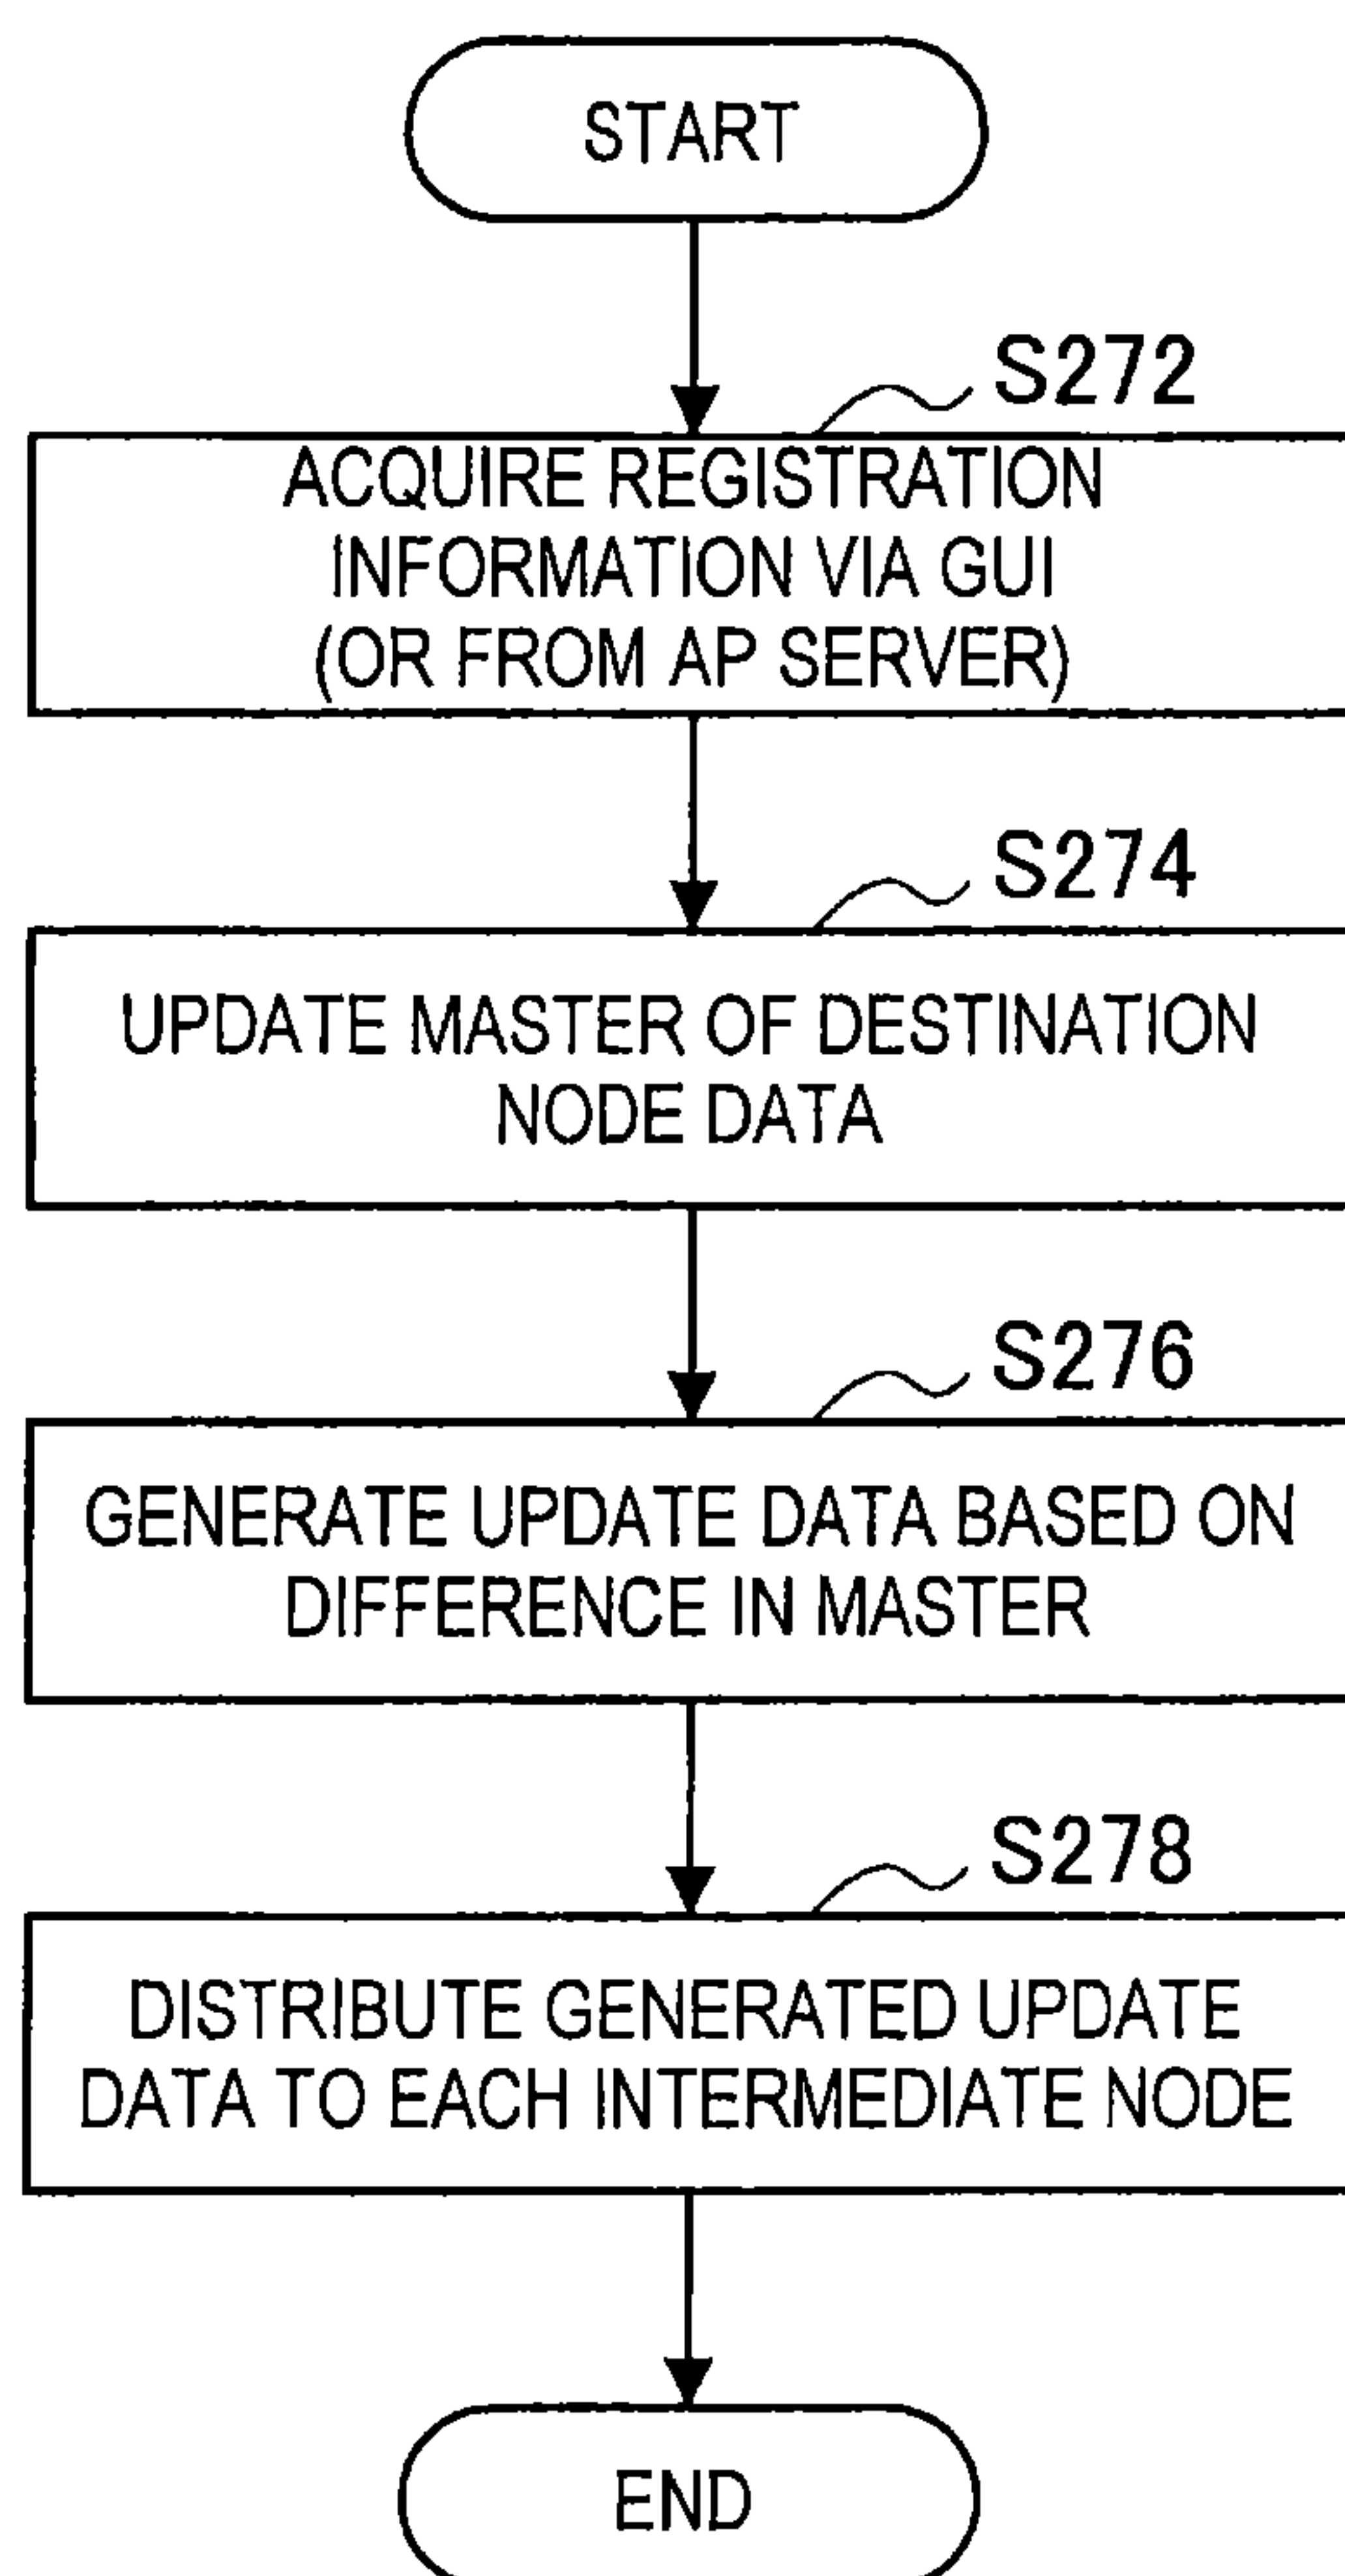 START
S272
ACQUIRE REGISTRATION
INFORMATION VIA GUI
(OR FROM AP SERVER)
S274
UPDATE MASTER OF DESTINATION
NODE DATA
S276
GENERATE UPDATE DATA BASED ON
DIFFERENCE IN MASTER
S278
DISTRIBUTE GENERATED UPDATE
DATA TO EACH INTERMEDIATE NODE
END